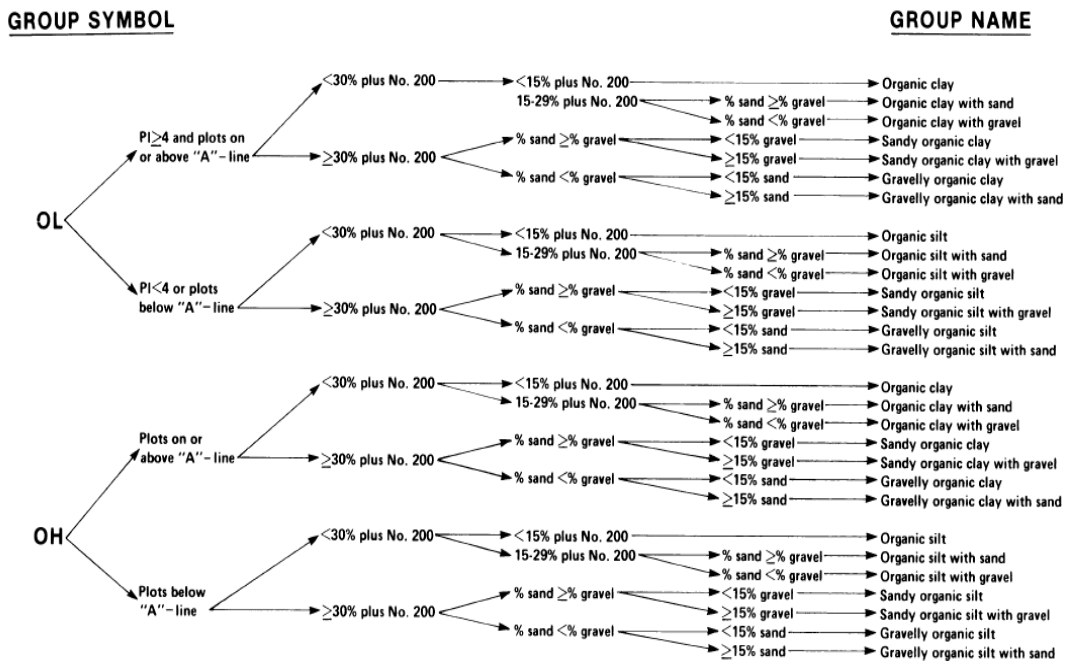 GROUP SYMBOL GROUP NAME
<30% plus No. 200 <15% plus No. 200 Organic clay
15-29% plus No. 200 % sand ≥% gravel Organic clay with sand
% sand <% gravel Organic clay with gravel
PI≥4 and plots on
or above "A"-line
≥30% plus No. 200 % sand ≥% gravel <15% gravel Sandy organic clay
≥15% gravel Sandy organic clay with gravel
% sand <% gravel <15% sand Gravelly organic clay
≥15% sand Gravelly organic clay with sand
OL
<30% plus No. 200 <15% plus No. 200 Organic silt
15-29% plus No. 200 % sand ≥% gravel Organic silt with sand
% sand <% gravel Organic silt with gravel
PI<4 or plots
below "A"-line
≥30% plus No. 200 % sand ≥% gravel <15% gravel Sandy organic silt
≥15% gravel Sandy organic silt with gravel
% sand <% gravel <15% sand Gravelly organic silt
≥15% sand Gravelly organic silt with sand
<30% plus No. 200 <15% plus No. 200 Organic clay
15-29% plus No. 200 % sand ≥% gravel Organic clay with sand
% sand <% gravel Organic clay with gravel
Plots on or
above "A"-line
≥30% plus No. 200 % sand ≥% gravel <15% gravel Sandy organic clay
≥15% gravel Sandy organic clay with gravel
% sand <% gravel <15% sand Gravelly organic clay
≥15% sand Gravelly organic clay with sand
OH
<30% plus No. 200 <15% plus No. 200 Organic silt
15-29% plus No. 200 % sand ≥% gravel Organic silt with sand
% sand <% gravel Organic silt with gravel
Plots below
"A"-line
≥30% plus No. 200 % sand ≥% gravel <15% gravel Sandy organic silt
≥15% gravel Sandy organic silt with gravel
% sand <% gravel <15% sand Gravelly organic silt
≥15% sand Gravelly organic silt with sand